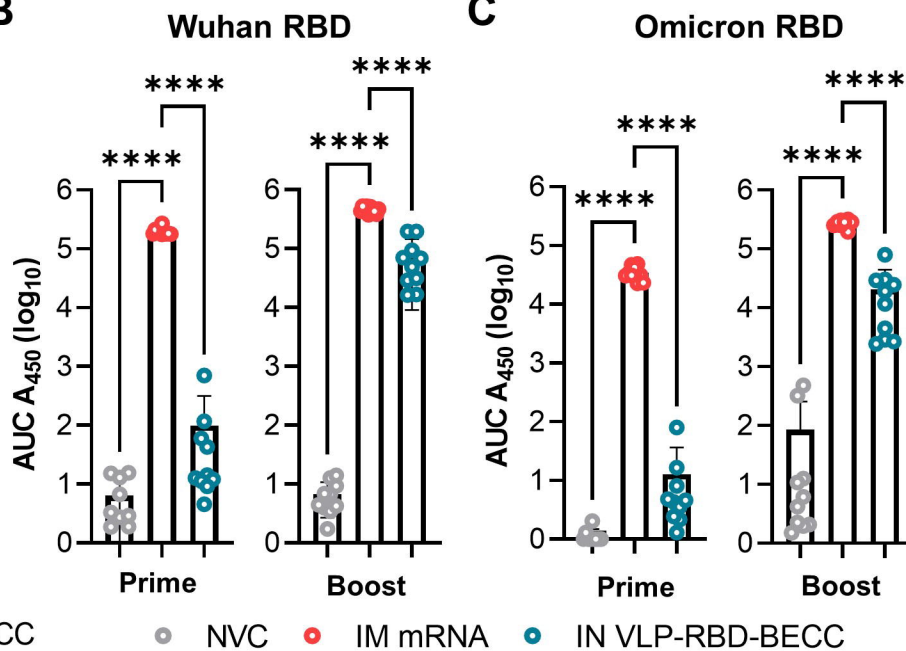 B
Wuhan RBD
C
Omicron RBD
**** **** **** ****
**** **** **** ****
AUC A450 (log10)
6
5
4
3
2
1
0
Prime
6
5
4
3
2
1
0
Boost
AUC A450 (log10)
6
5
4
3
2
1
0
Prime
6
5
4
3
2
1
0
Boost
CC
NVC IM mRNA IN VLP-RBD-BECC